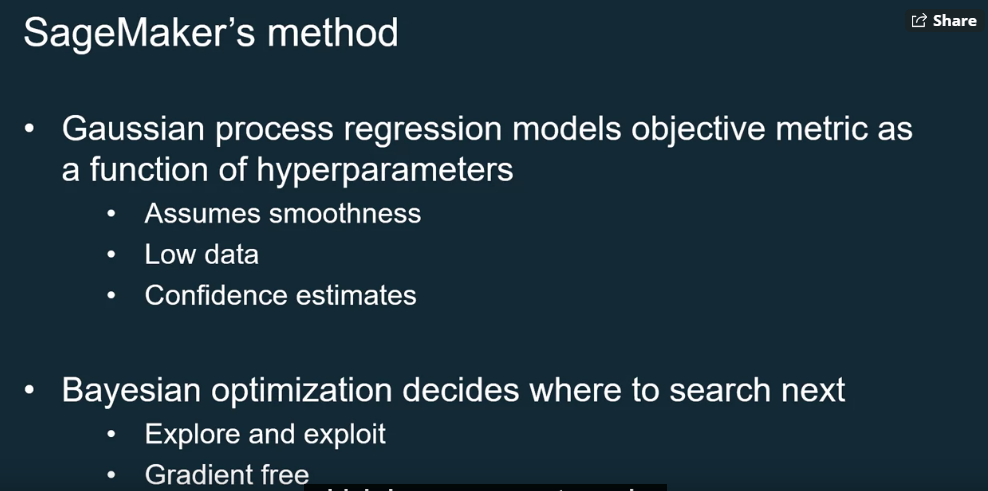 SageMaker's method
Share
• Gaussian process regression models objective metric as
a function of hyperparameters
• Assumes smoothness
• Low data
• Confidence estimates
• Bayesian optimization decides where to search next
• Explore and exploit
• Gradient free